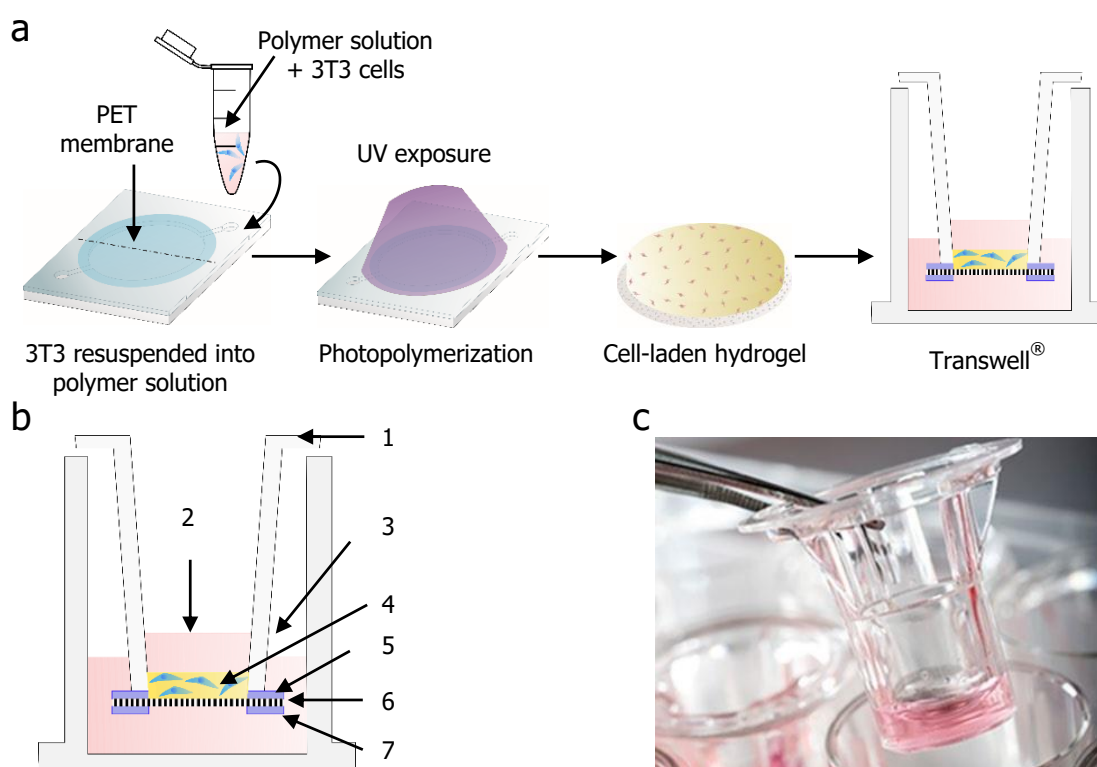 a
Polymer solution
+ 3T3 cells
PET
membrane
UV exposure
3T3 resuspended into
polymer solution
Photopolymerization
Cell-laden hydrogel
Transwell®
b
1
2
3
4
5
6
7
c